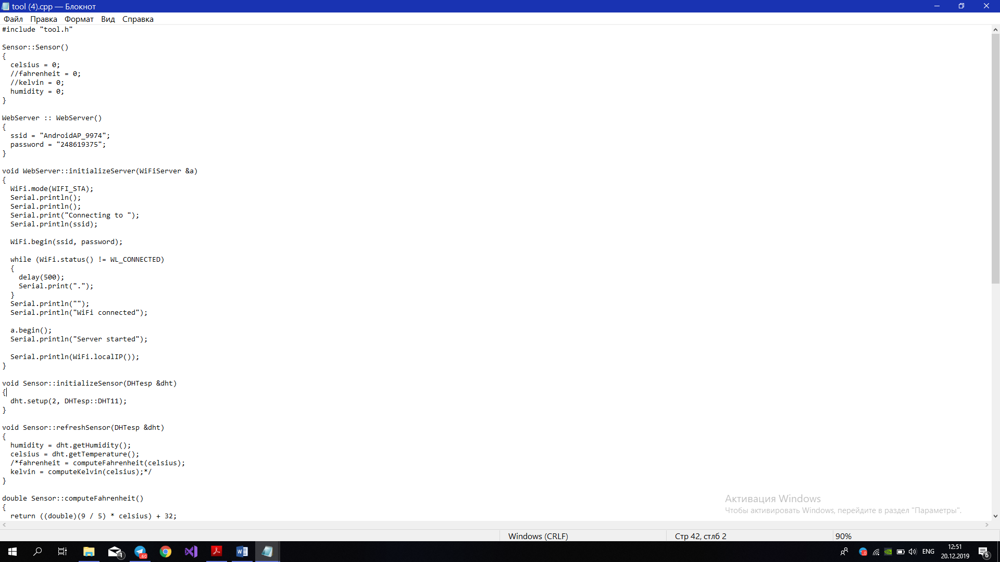 tool (4).cpp — Блокнот
Файл Правка Формат Вид Справка
#include "tool.h"
Sensor::Sensor()
{
celsius = 0;
//fahrenheit = 0;
//kelvin = 0;
humidity = 0;
}
WebServer :: WebServer()
{
ssid = "AndroidAP_9974";
password = "248619375";
}
void WebServer::initializeServer(WiFiServer &a)
{
WiFi.mode(WIFI_STA);
Serial.println();
Serial.println();
Serial.print("Connecting to ");
Serial.println(ssid);
WiFi.begin(ssid, password);
while (WiFi.status() != WL_CONNECTED)
{
delay(500);
Serial.print(".");
}
Serial.println("");
Serial.println("WiFi connected");
a.begin();
Serial.println("Server started");
Serial.println(WiFi.localIP());
}
void Sensor::initializeSensor(DHTesp &dht)
{
dht.setup(2, DHTesp::DHT11);
}
void Sensor::refreshSensor(DHTesp &dht)
{
humidity = dht.getHumidity();
celsius = dht.getTemperature();
/*fahrenheit = computeFahrenheit(celsius);
kelvin = computeKelvin(celsius);*/
}
double Sensor::computeFahrenheit()
{
return ((double)(9 / 5) * celsius) + 32;
Активация Windows
Чтобы активировать Windows, перейдите в раздел "Параметры".
Windows (CRLF) Стр 42, стлб 2 90%
1 .60 ENG 12:51
20.12.2019 6